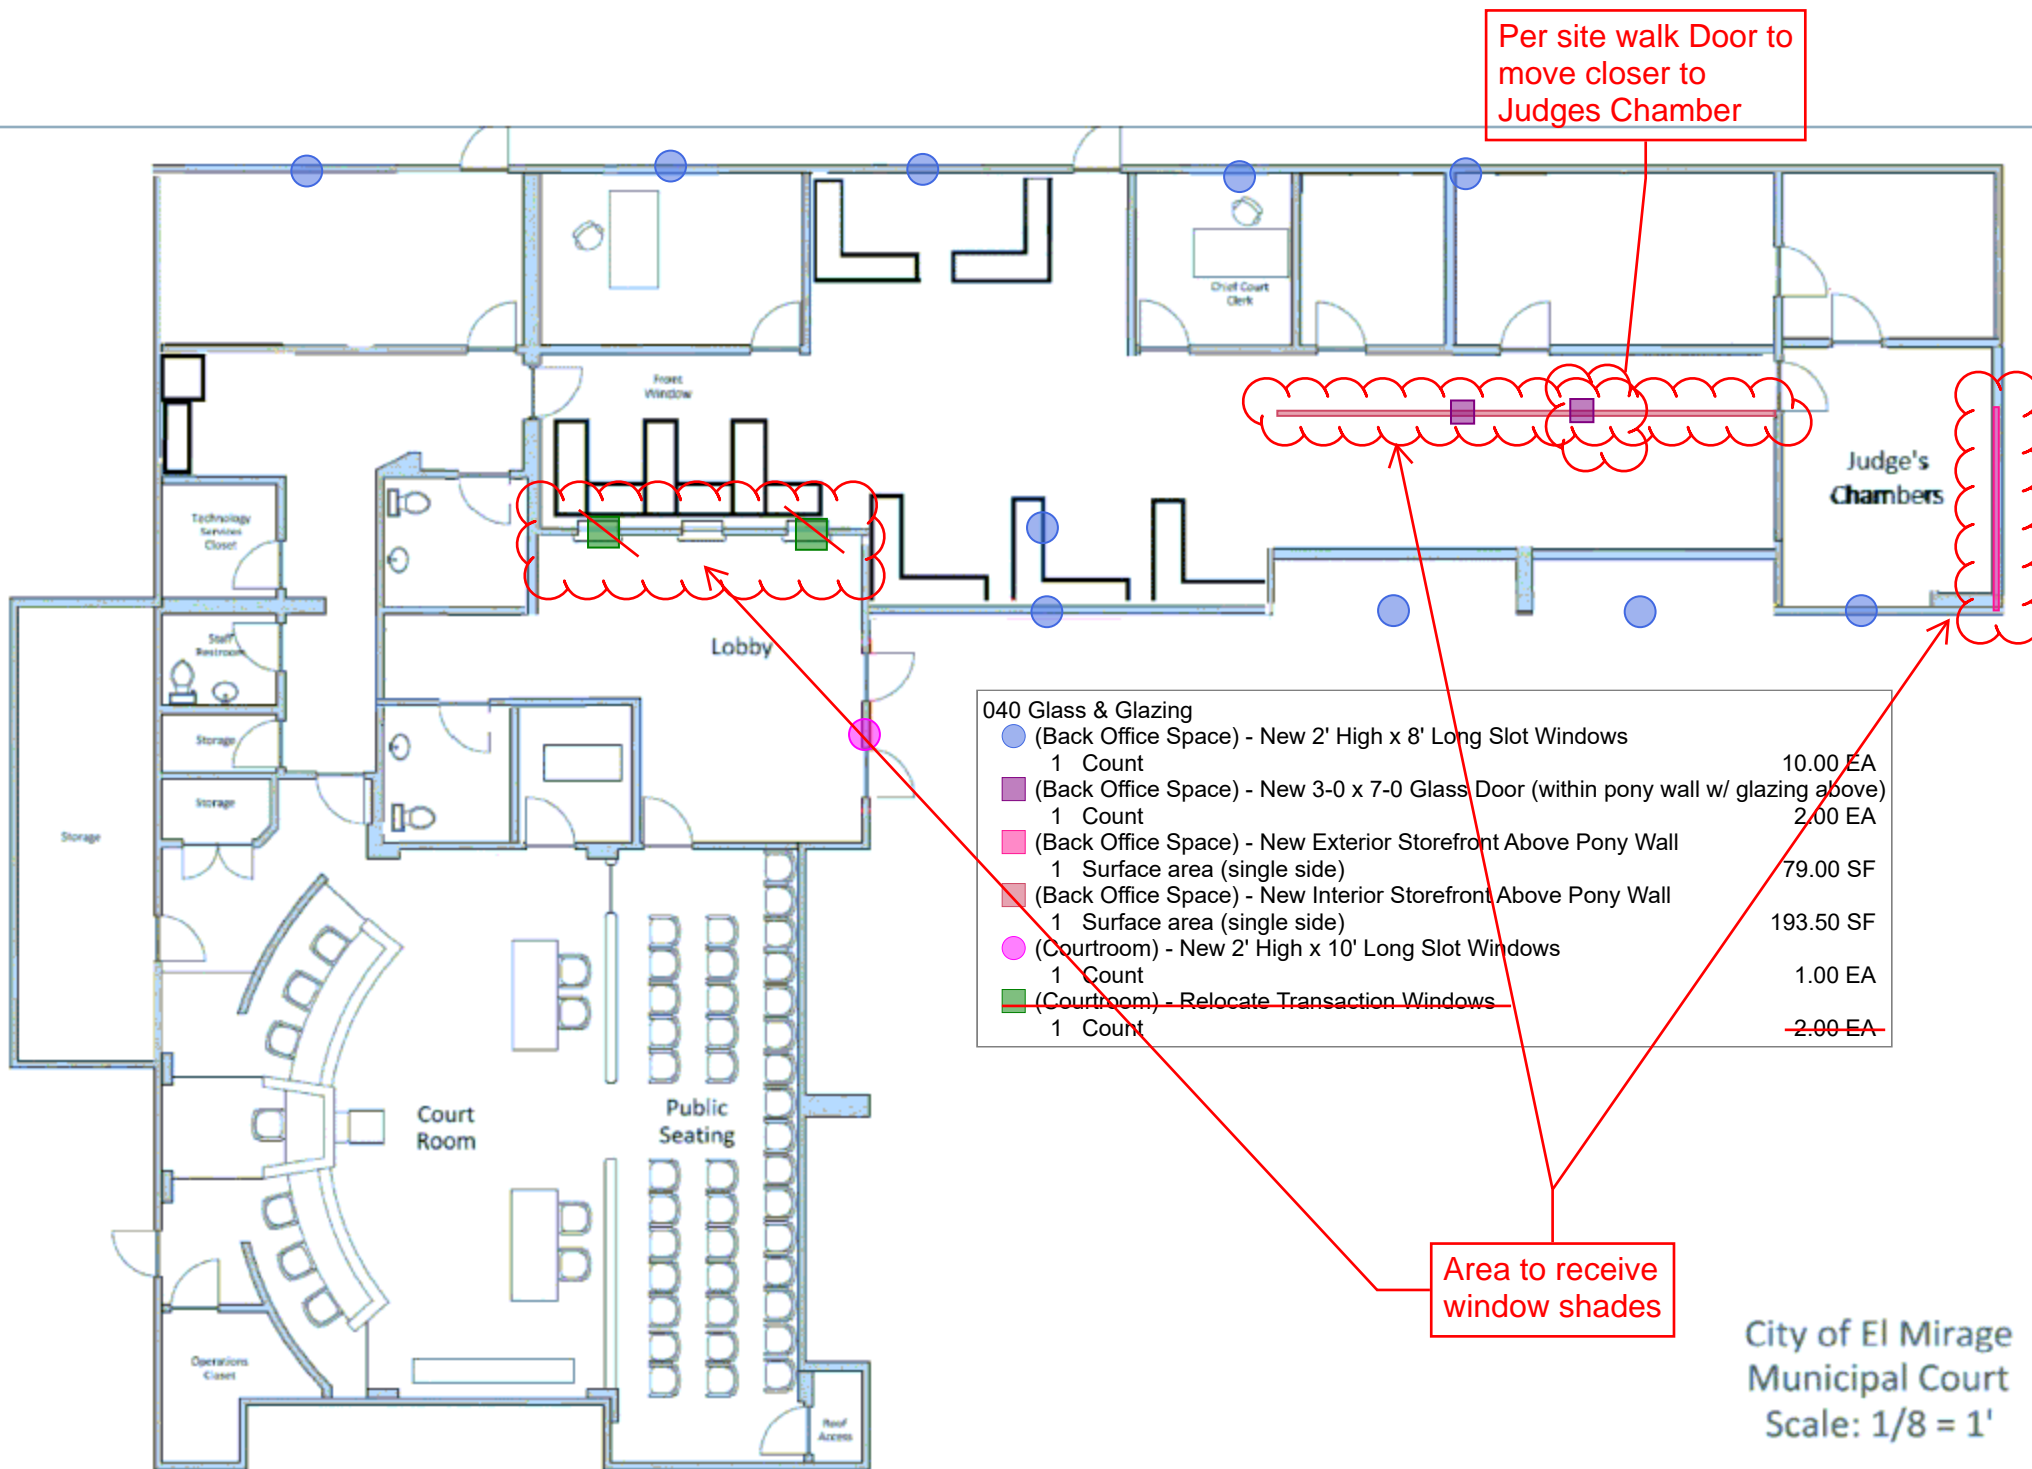 Per site walk Door to
move closer to
Judges Chamber
Chief Court
Clerk
Front
Window
Judge's
Chambers
Technology
Services
Closet
Staff
Restroom
Lobby
Storage
Storage
Storage
040 Glass & Glazing
(Back Office Space) - New 2' High x 8' Long Slot Windows
1 Count 10.00 EA
(Back Office Space) - New 3-0 x 7-0 Glass Door (within pony wall w/ glazing above)
1 Count 2.00 EA
(Back Office Space) - New Exterior Storefront Above Pony Wall
1 Surface area (single side) 79.00 SF
(Back Office Space) - New Interior Storefront Above Pony Wall
1 Surface area (single side) 193.50 SF
(Courtroom) - New 2' High x 10' Long Slot Windows
1 Count 1.00 EA
(Courtroom) - Relocate Transaction Windows
1 Count 2.00 EA
Court
Room
Public
Seating
Area to receive
window shades
Operations
Closet
Roof
Access
City of El Mirage
Municipal Court
Scale: 1/8 = 1'